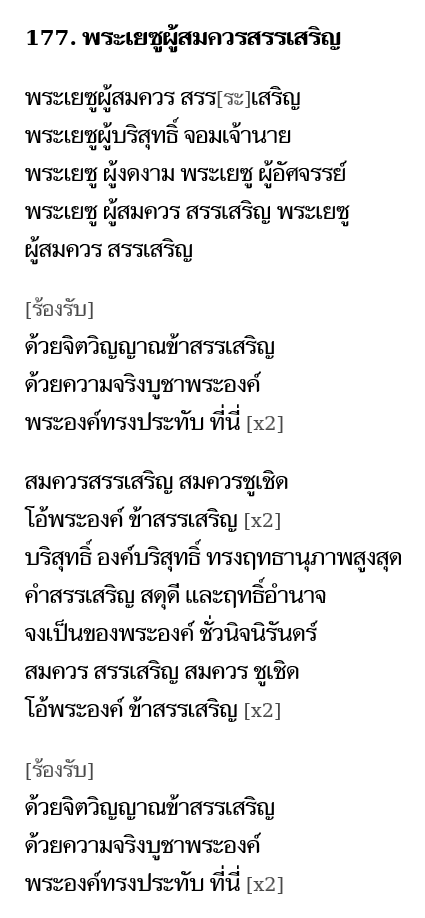 177. พระเยซูผู้สมควรสรรเสริญ
พระเยซูผู้สมควร สรร[ระ]เสริญ
พระเยซูผู้บริสุทธิ์ จอมเจ้านาย
พระเยซู ผู้งดงาม พระเยซู ผู้อัศจรรย์
พระเยซู ผู้สมควร สรรเสริญ พระเยซู
ผู้สมควร สรรเสริญ
[ร้องรับ]
ด้วยจิตวิญญาณข้าสรรเสริญ
ด้วยความจริงบูชาพระองค์
พระองค์ทรงประทับ ที่นี่ [x2]
สมควรสรรเสริญ สมควรชูเชิด
โอ้พระองค์ ข้าสรรเสริญ [x2]
บริสุทธิ์ องค์บริสุทธิ์ ทรงฤทธานุภาพสูงสุด
คำสรรเสริญ สดุดี และฤทธิ์อำนาจ
จงเป็นของพระองค์ ชั่วนิจนิรันดร์
สมควร สรรเสริญ สมควร ชูเชิด
โอ้พระองค์ ข้าสรรเสริญ [x2]
[ร้องรับ]
ด้วยจิตวิญญาณข้าสรรเสริญ
ด้วยความจริงบูชาพระองค์
พระองค์ทรงประทับ ที่นี่ [x2]